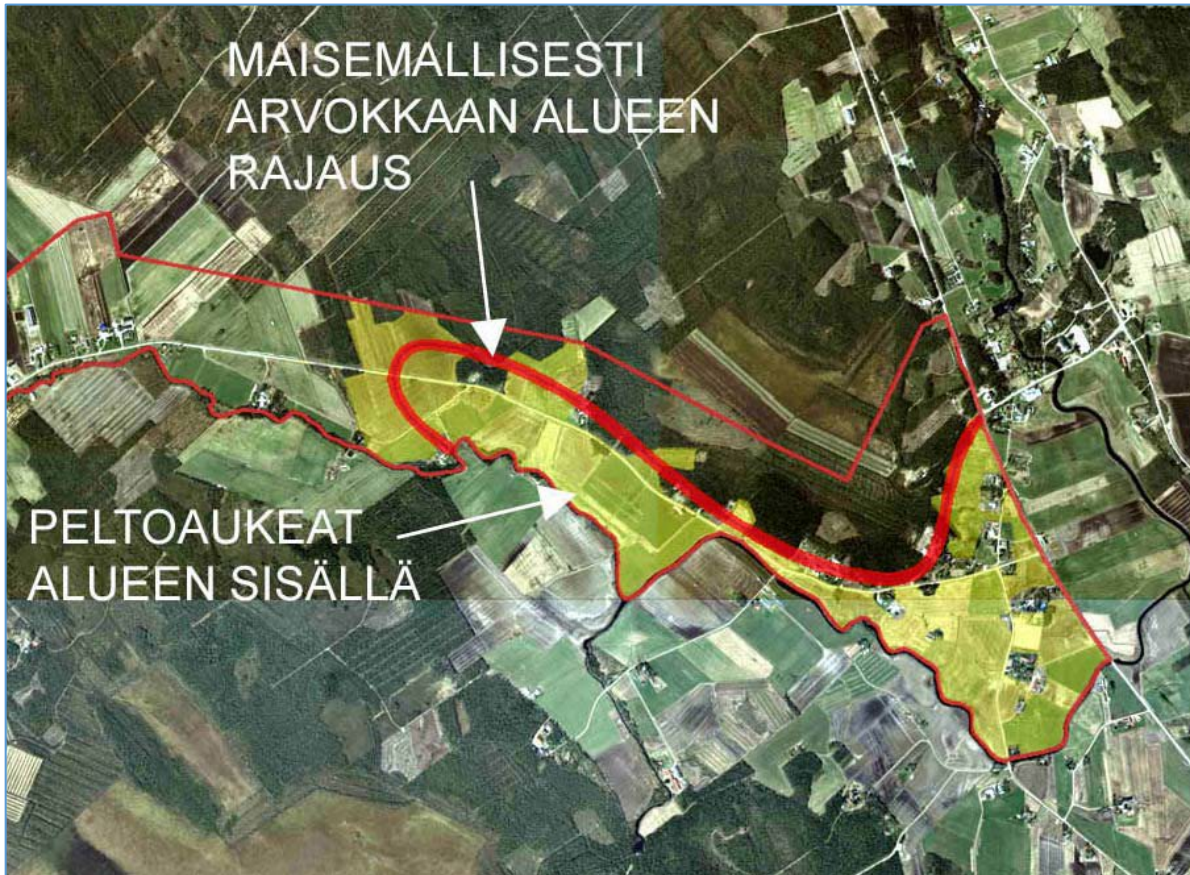 MAISEMALLISESTI
ARVOKKAAN ALUEEN
RAJAUS
PELTOAUKEAT
ALUEEN SISÄLLÄ